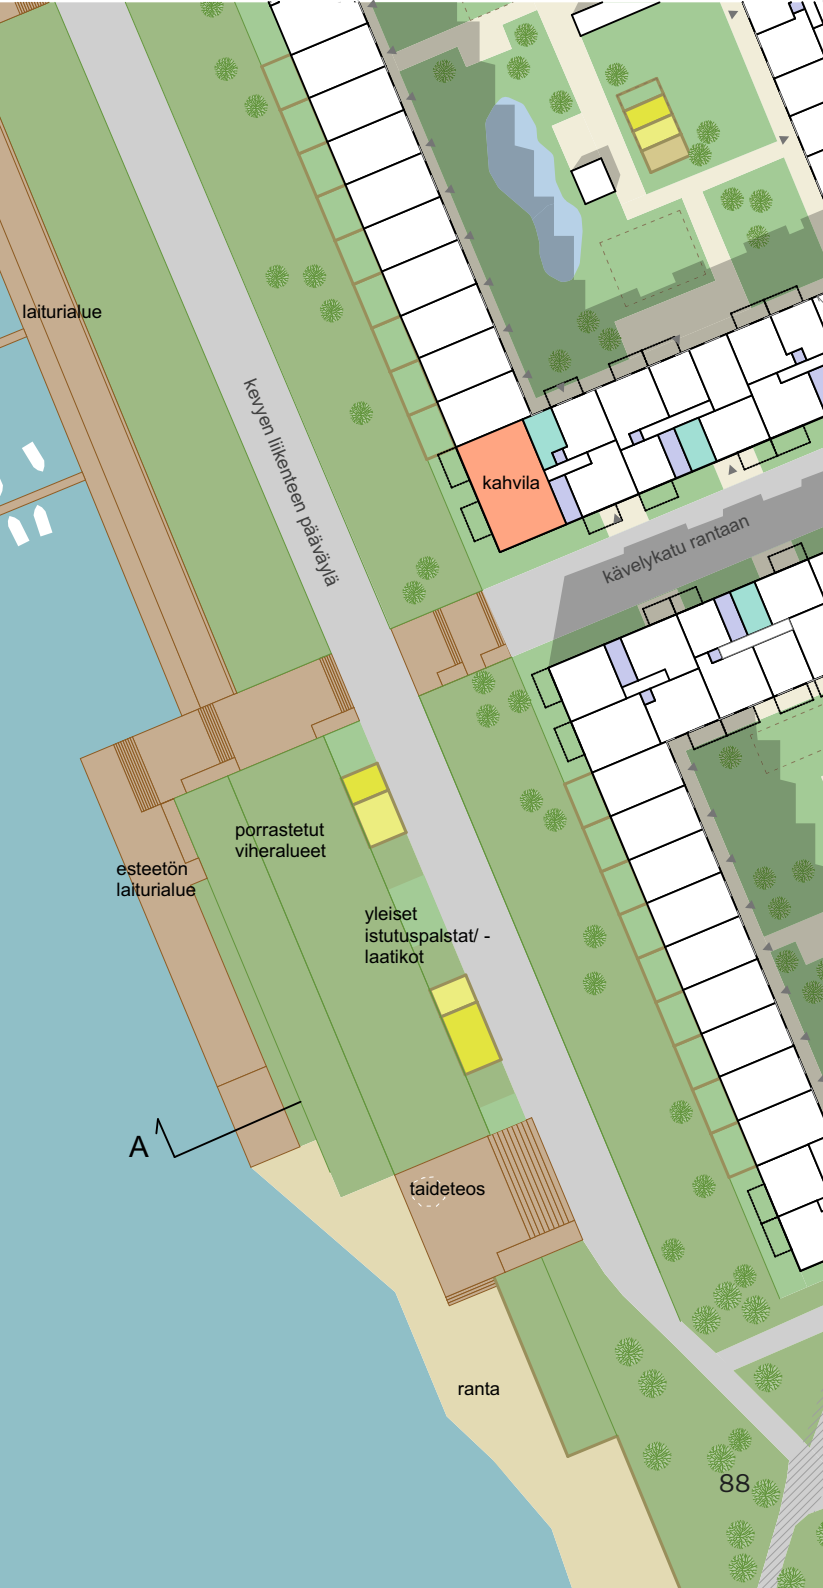 laiturialue
kevyen liikenteen pääväylä
kahvila
kävelykatu rantaan
porrastetut
viheralueet
esteetön
laiturialue
yleiset
istutuspalstat/ -
laatikot
A
taideteos
ranta
88